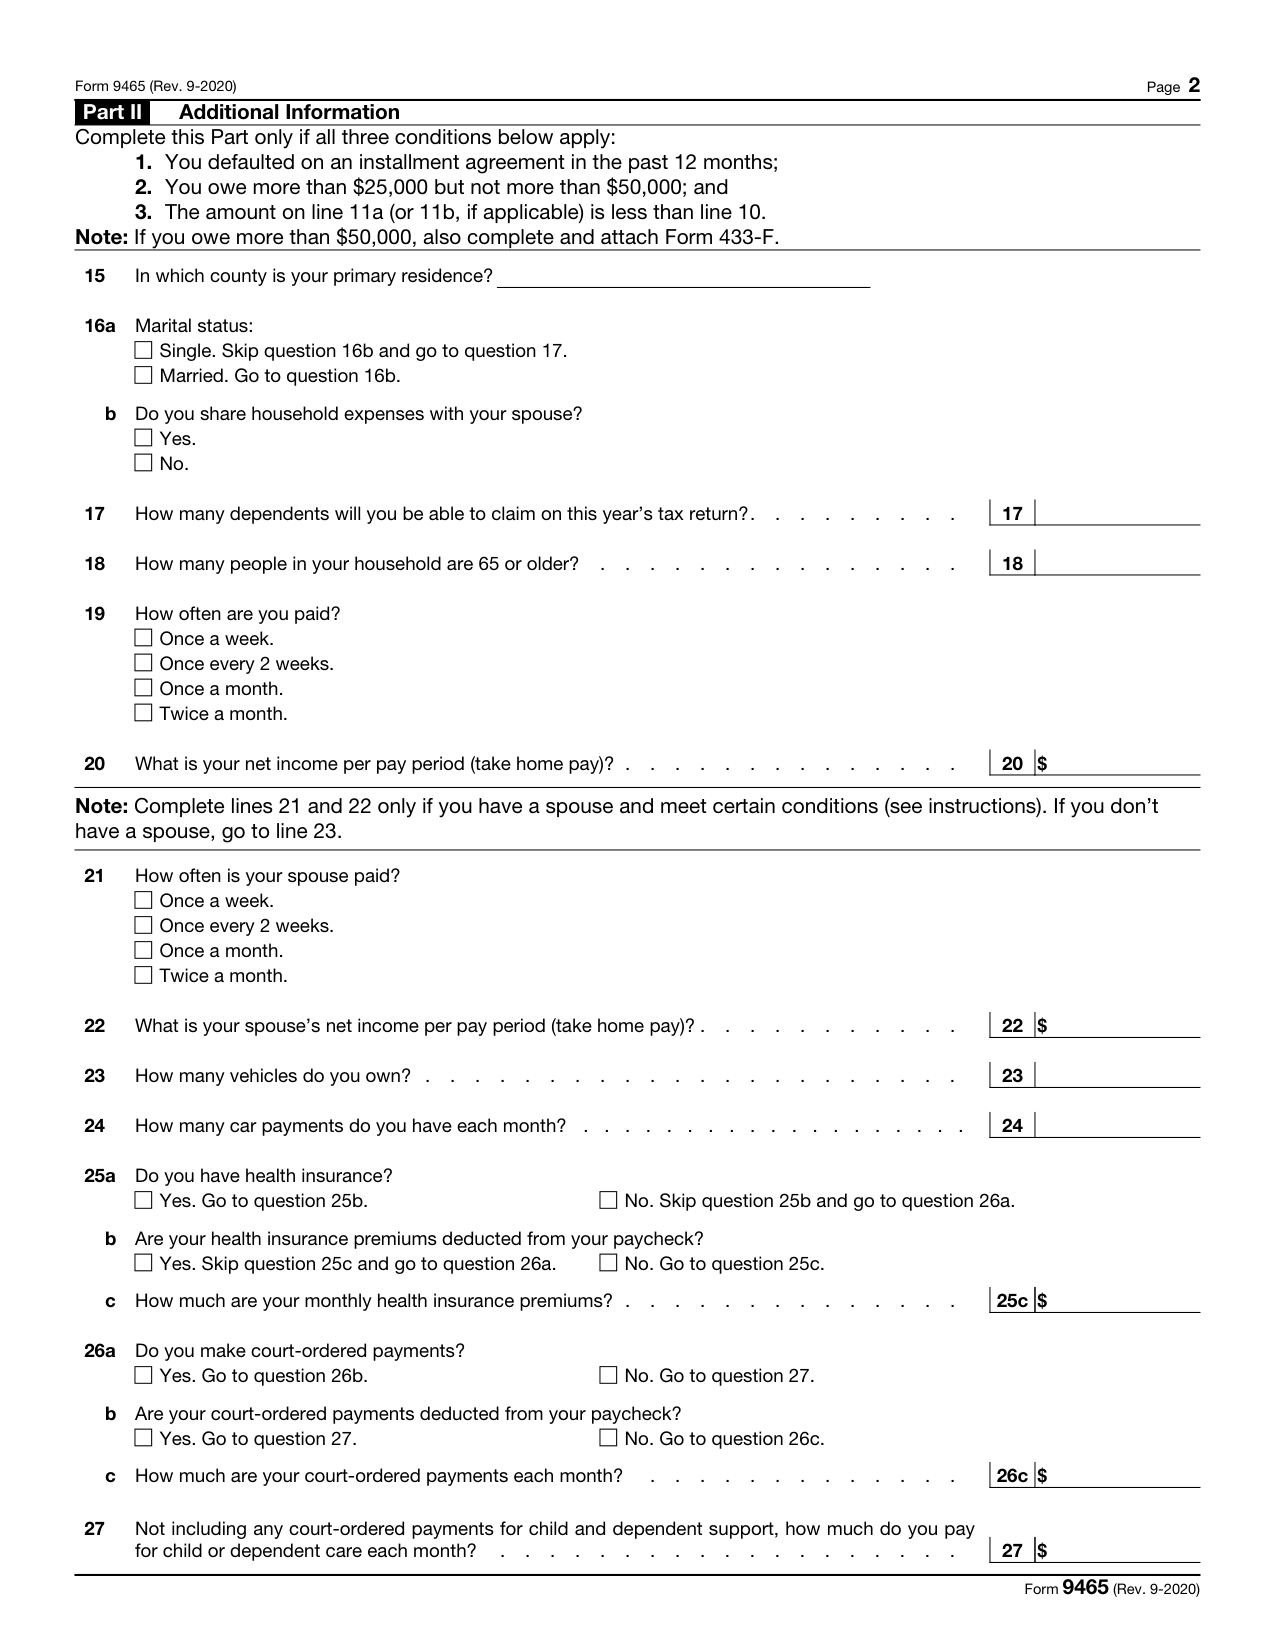 Form 9465 (Rev. 9-2020) Page 2
Part II Additional Information
Complete this Part only if all three conditions below apply:
1. You defaulted on an installment agreement in the past 12 months;
2. You owe more than $25,000 but not more than $50,000; and
3. The amount on line 11a (or 11b, if applicable) is less than line 10.
Note: If you owe more than $50,000, also complete and attach Form 433-F.
15 In which county is your primary residence?
16a Marital status:
Single. Skip question 16b and go to question 17.
Married. Go to question 16b.
b Do you share household expenses with your spouse?
Yes.
No.
17 How many dependents will you be able to claim on this year's tax return? . . . . . . . . . 17
18 How many people in your household are 65 or older? . . . . . . . . . . . . . . . 18
19 How often are you paid?
Once a week.
Once every 2 weeks.
Once a month.
Twice a month.
20 What is your net income per pay period (take home pay)? . . . . . . . . . . . . . . 20 $
Note: Complete lines 21 and 22 only if you have a spouse and meet certain conditions (see instructions). If you don't
have a spouse, go to line 23.
21 How often is your spouse paid?
Once a week.
Once every 2 weeks.
Once a month.
Twice a month.
22 What is your spouse's net income per pay period (take home pay)? . . . . . . . . . . . 22 $
23 How many vehicles do you own? . . . . . . . . . . . . . . . . . . . . . . 23
24 How many car payments do you have each month? . . . . . . . . . . . . . . . . . . . 24
25a Do you have health insurance?
Yes. Go to question 25b. No. Skip question 25b and go to question 26a.
b Are your health insurance premiums deducted from your paycheck?
Yes. Skip question 25c and go to question 26a. No. Go to question 25c.
c How much are your monthly health insurance premiums? . . . . . . . . . . . . . . 25c $
26a Do you make court-ordered payments?
Yes. Go to question 26b. No. Go to question 27.
b Are your court-ordered payments deducted from your paycheck?
Yes. Go to question 27. No. Go to question 26c.
c How much are your court-ordered payments each month? . . . . . . . . . . . . . 26c $
27 Not including any court-ordered payments for child and dependent support, how much do you pay
for child or dependent care each month? . . . . . . . . . . . . . . . . . . . 27 $
Form 9465 (Rev. 9-2020)